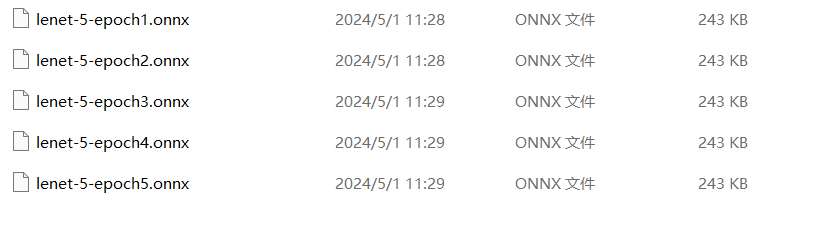 lenet-5-epoch1.onnx 2024/5/1 11:28 ONNX 文件 243 KB
lenet-5-epoch2.onnx 2024/5/1 11:28 ONNX 文件 243 KB
lenet-5-epoch3.onnx 2024/5/1 11:29 ONNX 文件 243 KB
lenet-5-epoch4.onnx 2024/5/1 11:29 ONNX 文件 243 KB
lenet-5-epoch5.onnx 2024/5/1 11:29 ONNX 文件 243 KB